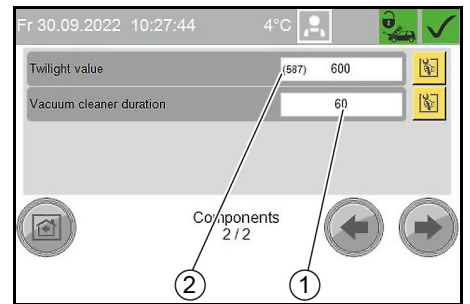 Fr 30.09.2022 10:27:44 4°C
Twilight value (587) 600
Vacuum cleaner duration 60
Components
2 / 2
2 1